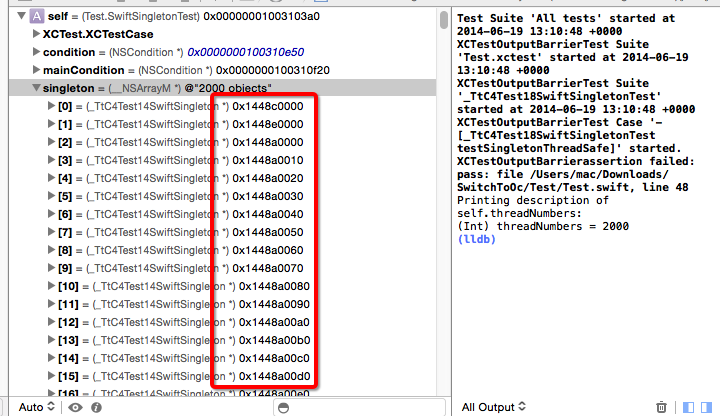 self = (Test.SwiftSingletonTest) 0x00000001003103a0
XCTest.XCTestCase
condition = (NSCondition *) 0x0000000100310e50
mainCondition = (NSCondition *) 0x0000000100310f20
singleton = (__NSArrayM *) @"2000 objects"
[0] = (_TtC4Test14SwiftSingleton *) 0x1448c0000
[1] = (_TtC4Test14SwiftSingleton *) 0x1448e0000
[2] = (_TtC4Test14SwiftSingleton *) 0x1448a0000
[3] = (_TtC4Test14SwiftSingleton *) 0x1448a0010
[4] = (_TtC4Test14SwiftSingleton *) 0x1448a0020
[5] = (_TtC4Test14SwiftSingleton *) 0x1448a0030
[6] = (_TtC4Test14SwiftSingleton *) 0x1448a0040
[7] = (_TtC4Test14SwiftSingleton *) 0x1448a0050
[8] = (_TtC4Test14SwiftSingleton *) 0x1448a0060
[9] = (_TtC4Test14SwiftSingleton *) 0x1448a0070
[10] = (_TtC4Test14SwiftSingleton *) 0x1448a0080
[11] = (_TtC4Test14SwiftSingleton *) 0x1448a0090
[12] = (_TtC4Test14SwiftSingleton *) 0x1448a00a0
[13] = (_TtC4Test14SwiftSingleton *) 0x1448a00b0
[14] = (_TtC4Test14SwiftSingleton *) 0x1448a00c0
[15] = (_TtC4Test14SwiftSingleton *) 0x1448a00d0
[16] = (_TtC4Test14SwiftSingleton *) 0x1448a00e0
Auto
Test Suite 'All tests' started at
2014-06-19 13:10:48 +0000
XCTestOutputBarrierTest Suite
'Test.xctest' started at 2014-06-19
13:10:48 +0000
XCTestOutputBarrierTest Suite
'_TtC4Test18SwiftSingletonTest'
started at 2014-06-19 13:10:48 +0000
XCTestOutputBarrierTest Case '-
[_TtC4Test18SwiftSingletonTest
testSingletonThreadSafe]' started.
XCTestOutputBarrierassertion failed:
pass: file /Users/mac/Downloads/
SwitchToOc/Test/Test.swift, line 48
Printing description of
self.threadNumbers:
(Int) threadNumbers = 2000
(lldb)
All Output